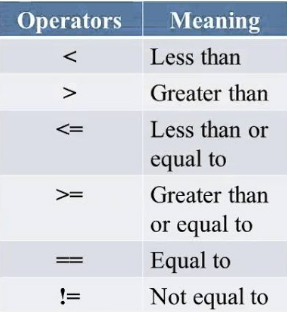 Operators Meaning
< Less than
> Greater than
<= Less than or
equal to
>= Greater than
or equal to
== Equal to
!= Not equal to